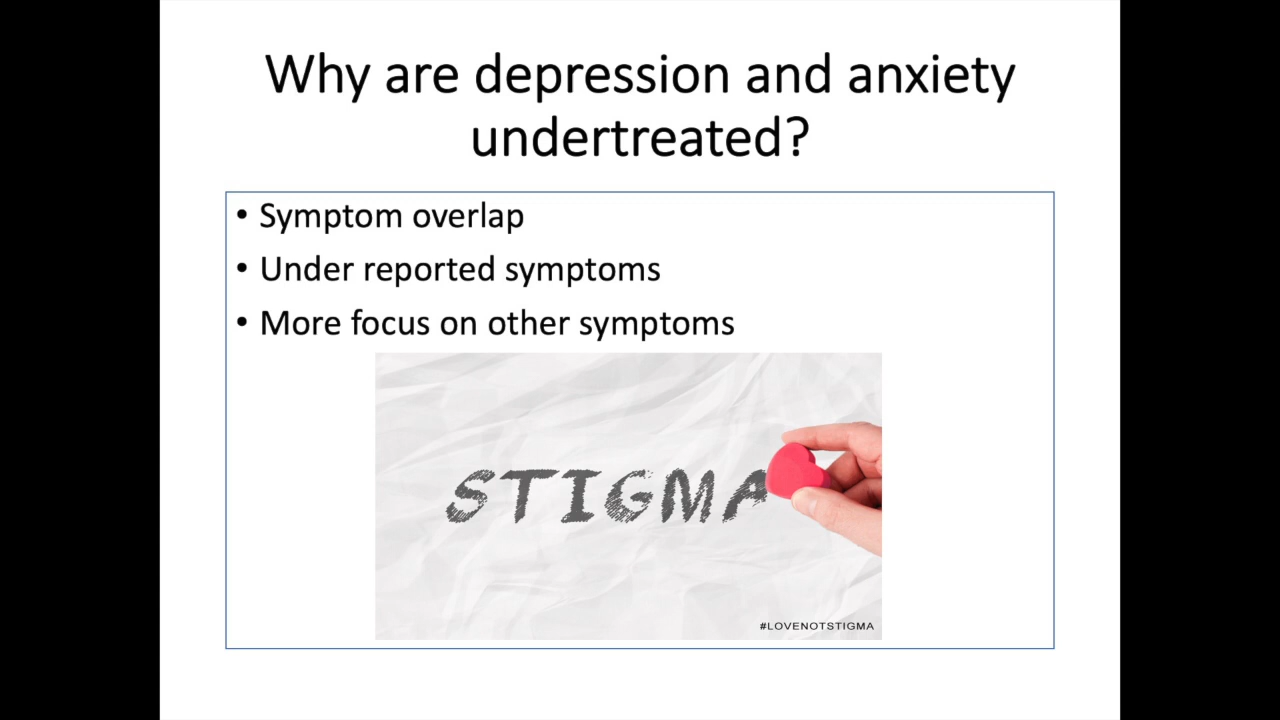 Why are depression and anxiety
undertreated?
• Symptom overlap
• Under reported symptoms
• More focus on other symptoms
STIGMA
#LOVENOTSTIGMA